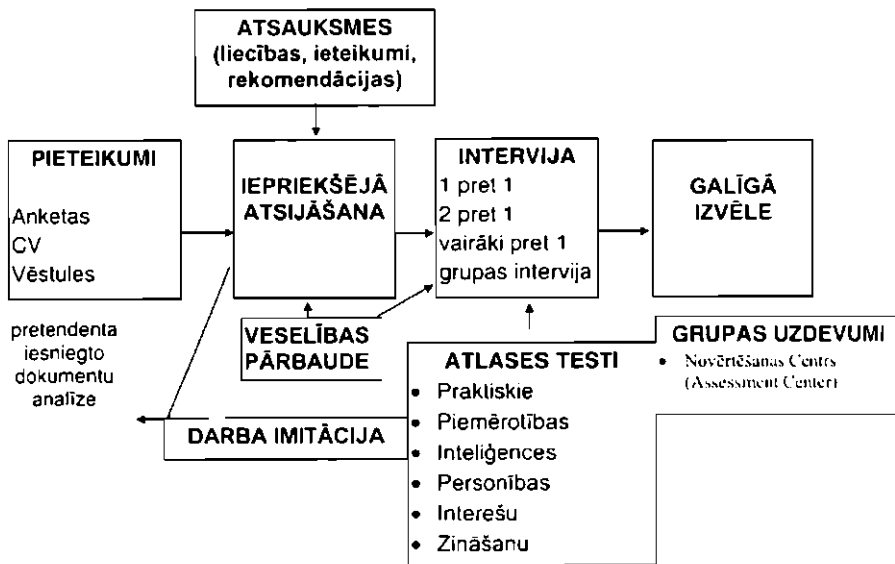 ATSAUKSMES
(liecības, ieteikumi,
rekomendācijas)
PIETEIKUMI
Anketas
CV
Vēstules
IEPRIEKŠĒJĀ
ATSIJĀŠANA
INTERVIJA
1 pret 1
2 pret 1
vairāki pret 1
grupas intervija
GALĪGĀ
IZVĒLE
pretendenta
iesniegto
dokumentu
analīze
VESELĪBAS
PĀRBAUDE
DARBA IMITĀCIJA
ATLASES TESTI
• Praktiskie
• Piemērotības
• Inteliģences
• Personības
• Interešu
• Zināšanu
GRUPAS UZDEVUMI
• Novērtēšanas Centrs
(Assessment Center)